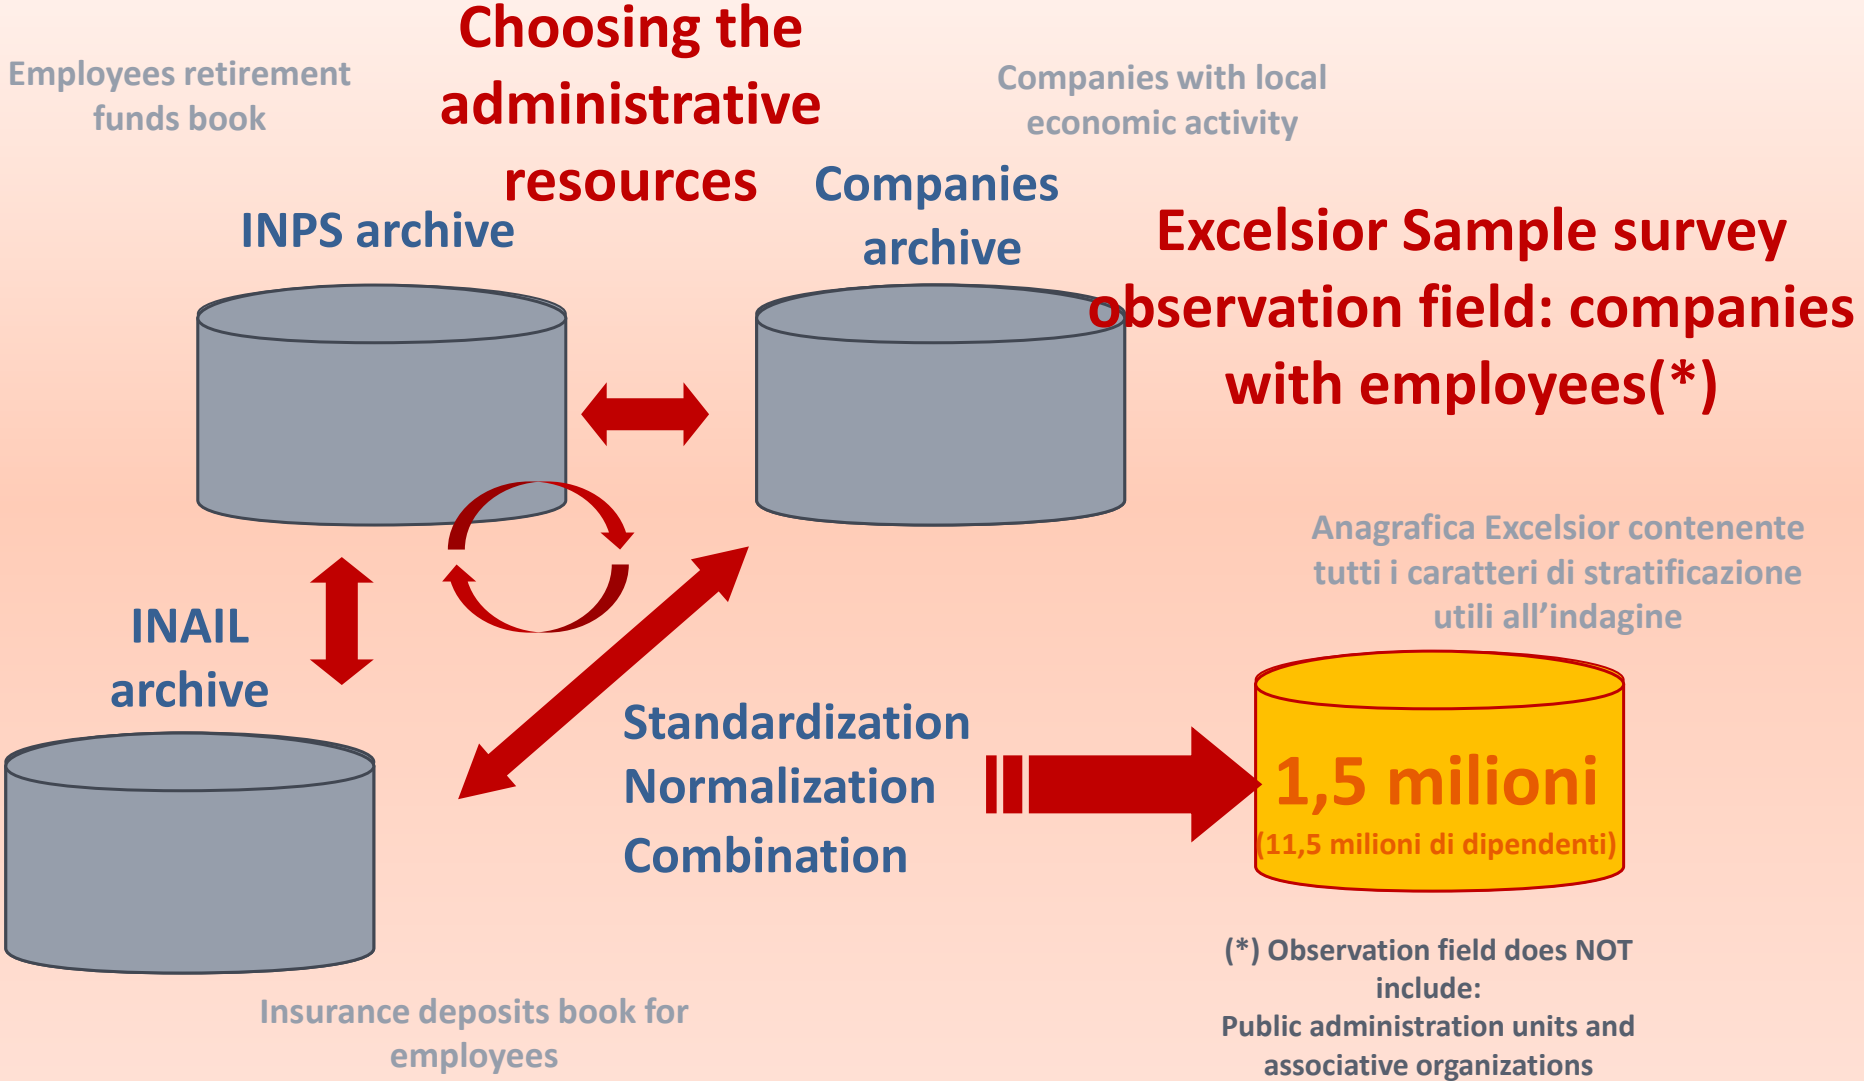 Choosing the
administrative
resources
Employees retirement
funds book
Companies with local
economic activity
INPS archive
Companies
archive
Excelsior Sample survey
observation field: companies
with employees(*)
Anagrafica Excelsior contenente
tutti i caratteri di stratificazione
utili all’indagine
INAIL
archive
Standardization
Normalization
Combination
1,5 milioni
(11,5 milioni di dipendenti)
(*) Observation field does NOT
include:
Public administration units and
associative organizations
Insurance deposits book for
employees